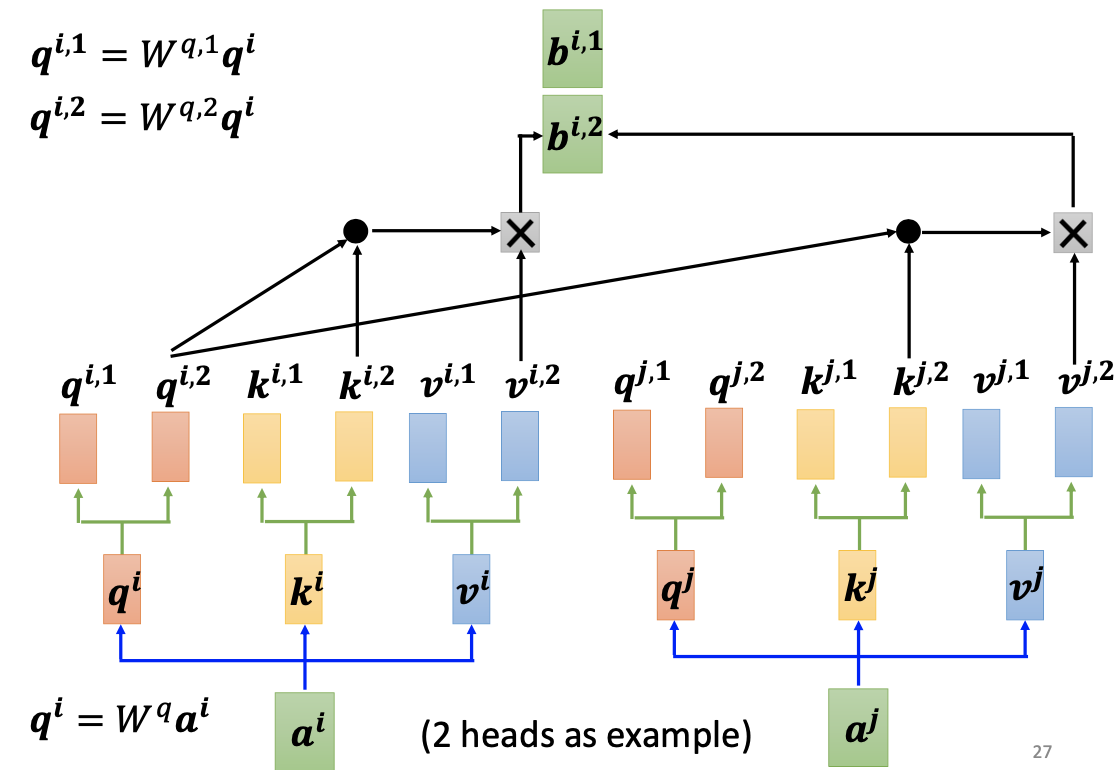 q^{i,1} = W^{q,1}q^i
q^{i,2} = W^{q,2}q^i
b^{i,1}
b^{i,2}
q^{i,1} q^{i,2} k^{i,1} k^{i,2} v^{i,1} v^{i,2} q^{j,1} q^{j,2} k^{j,1} k^{j,2} v^{j,1} v^{j,2}
q^i k^i v^i q^j k^j v^j
q^i = W^q a^i
a^i
(2 heads as example)
a^j
27